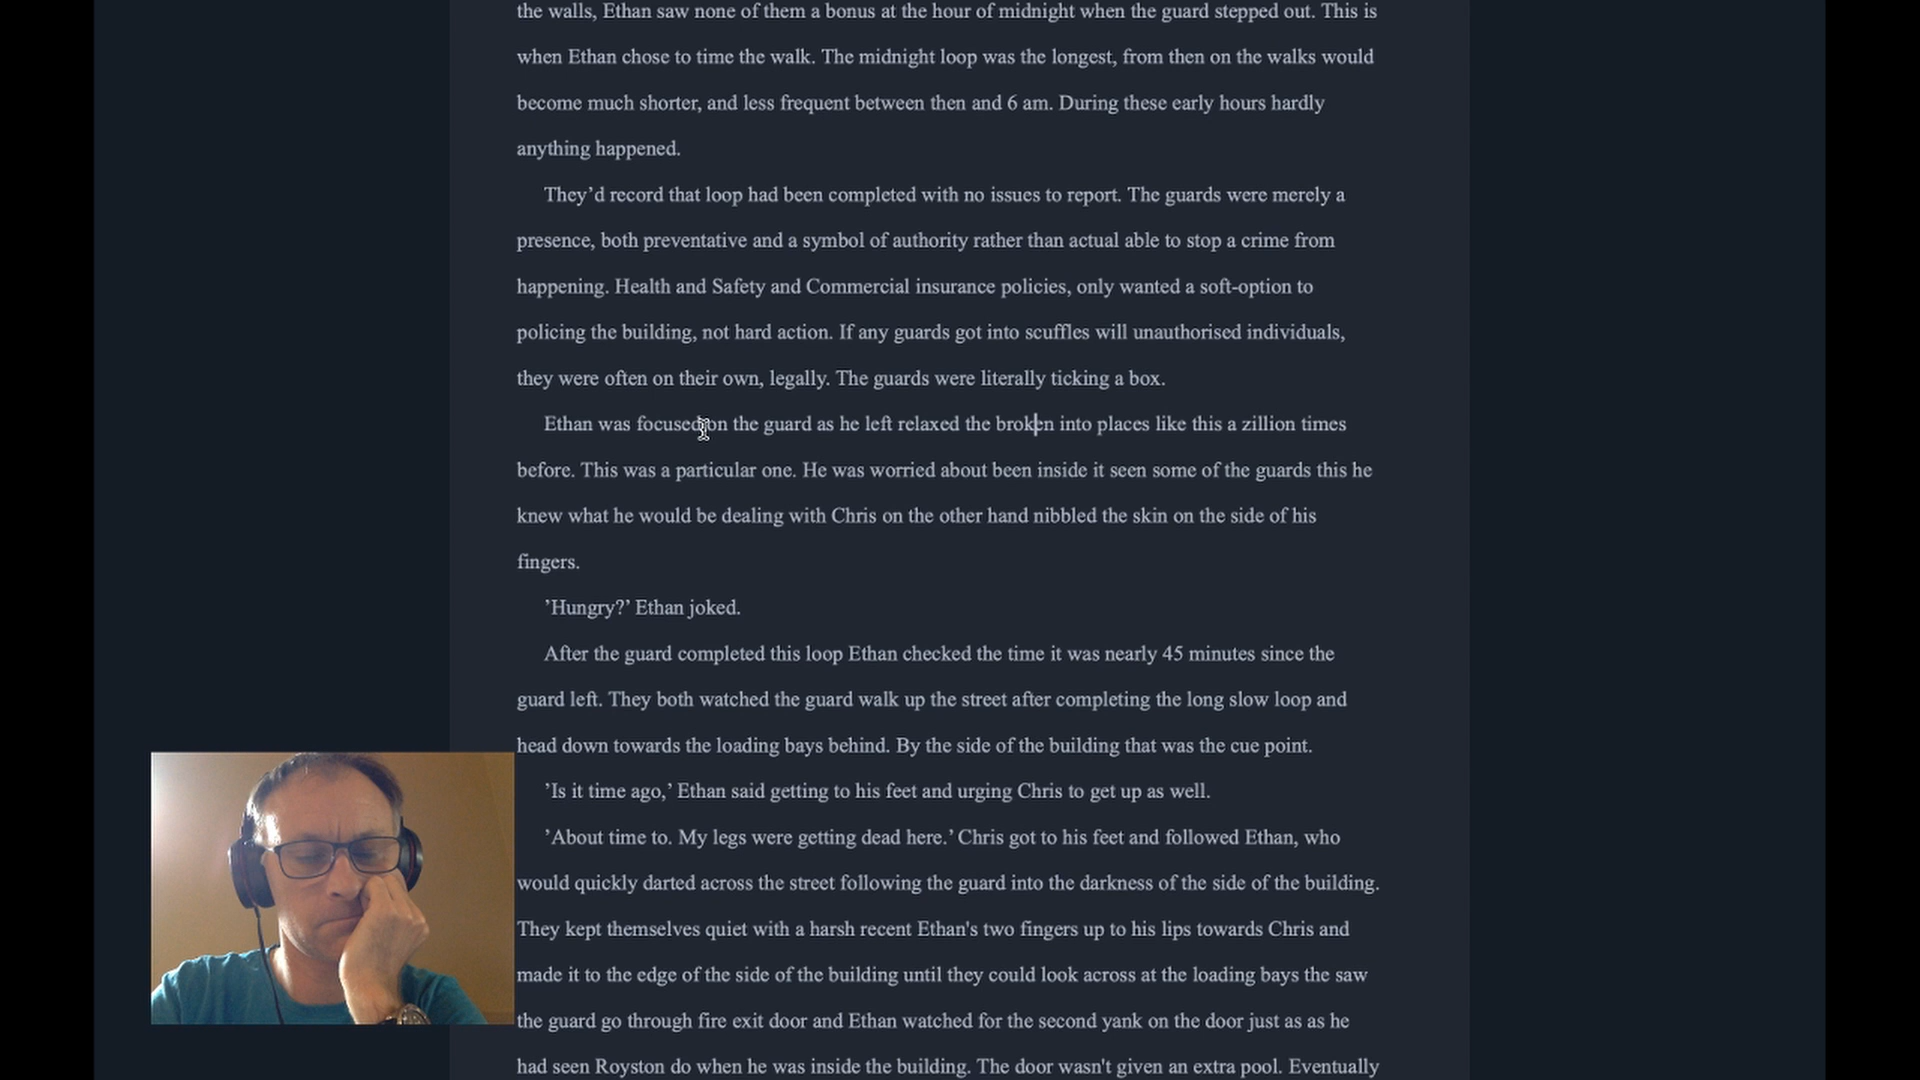 the walls, Ethan saw none of them a bonus at the hour of midnight when the guard stepped out. This is
when Ethan chose to time the walk. The midnight loop was the longest, from then on the walks would
become much shorter, and less frequent between then and 6 am. During these early hours hardly
anything happened.
They’d record that loop had been completed with no issues to report. The guards were merely a
presence, both preventative and a symbol of authority rather than actual able to stop a crime from
happening. Health and Safety and Commercial insurance policies, only wanted a soft-option to
policing the building, not hard action. If any guards got into scuffles will unauthorised individuals,
they were often on their own, legally. The guards were literally ticking a box.
Ethan was focused on the guard as he left relaxed the broken into places like this a zillion times
before. This was a particular one. He was worried about been inside it seen some of the guards this he
knew what he would be dealing with Chris on the other hand nibbled the skin on the side of his
fingers.
’Hungry?’ Ethan joked.
After the guard completed this loop Ethan checked the time it was nearly 45 minutes since the
guard left. They both watched the guard walk up the street after completing the long slow loop and
head down towards the loading bays behind. By the side of the building that was the cue point.
’Is it time ago,’ Ethan said getting to his feet and urging Chris to get up as well.
’About time to. My legs were getting dead here.’ Chris got to his feet and followed Ethan, who
would quickly darted across the street following the guard into the darkness of the side of the building.
They kept themselves quiet with a harsh recent Ethan's two fingers up to his lips towards Chris and
made it to the edge of the side of the building until they could look across at the loading bays the saw
the guard go through fire exit door and Ethan watched for the second yank on the door just as as he
had seen Royston do when he was inside the building. The door wasn't given an extra pool. Eventually